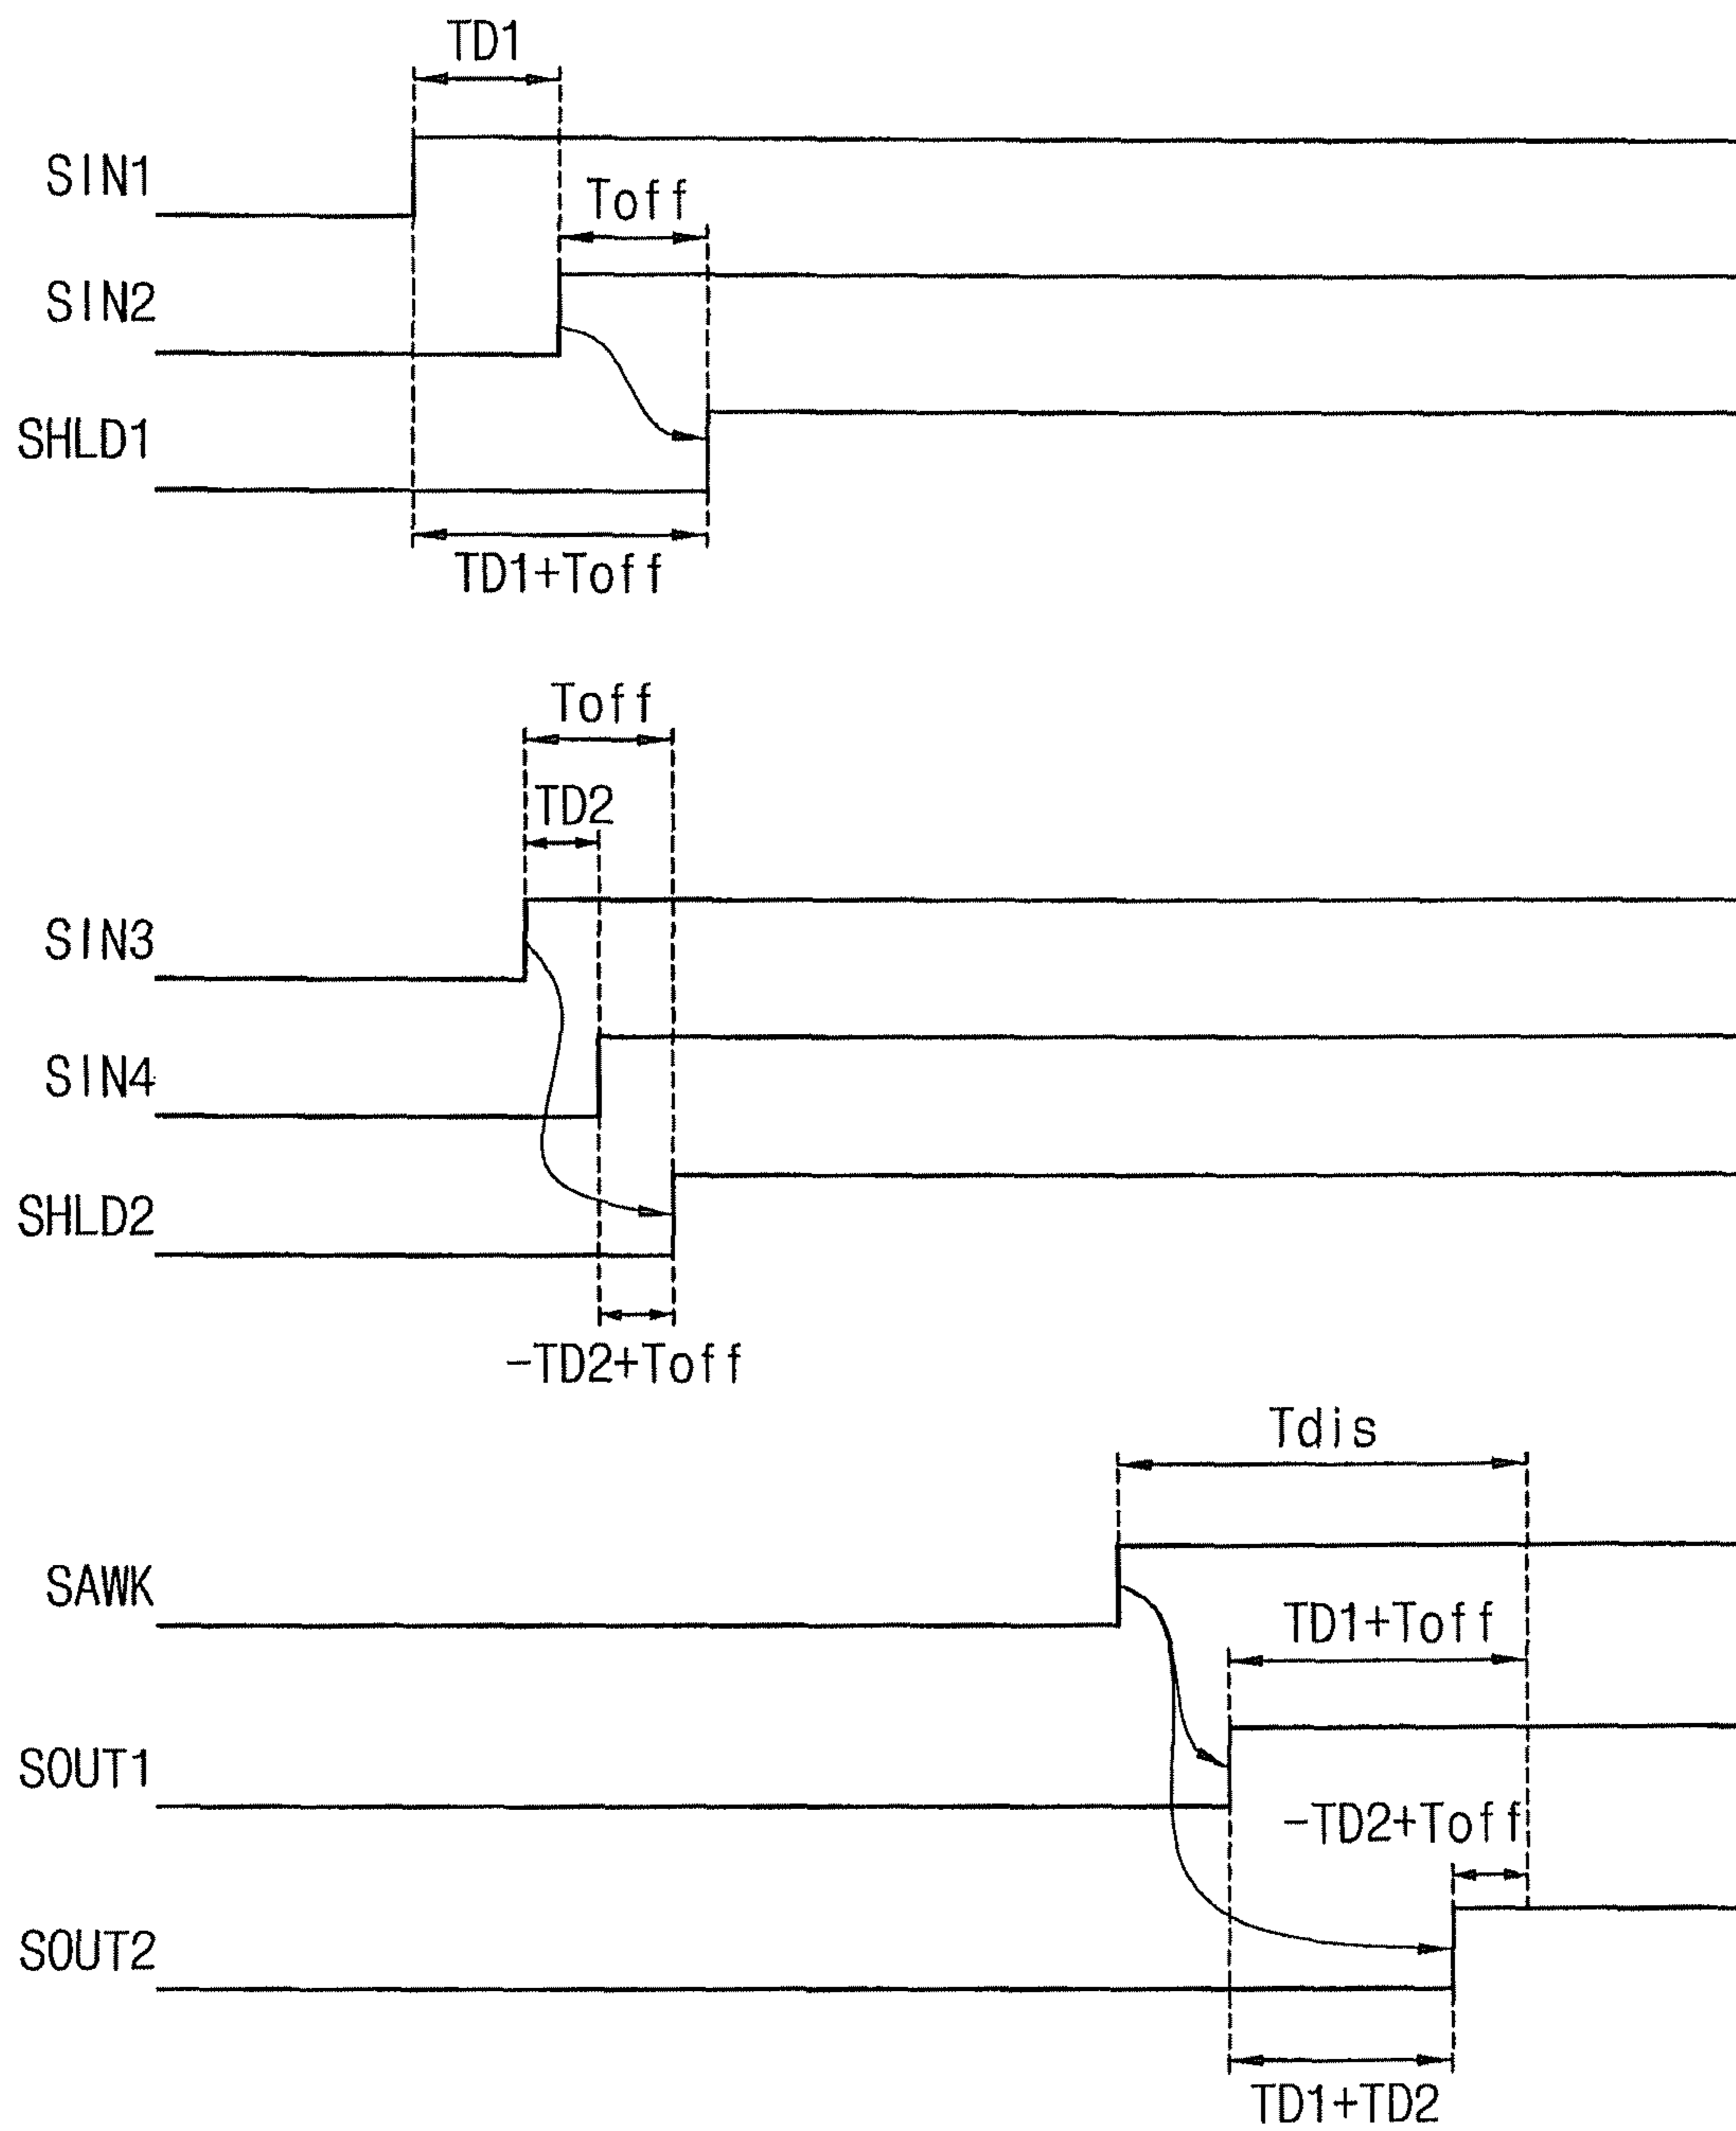 TD1
SIN1
Toff
SIN2
SHLD1
TD1+Toff
Toff
TD2
SIN3
SIN4
SHLD2
-TD2+Toff
Tdis
SAWK
TD1+Toff
SOUT1
-TD2+Toff
SOUT2
TD1+TD2